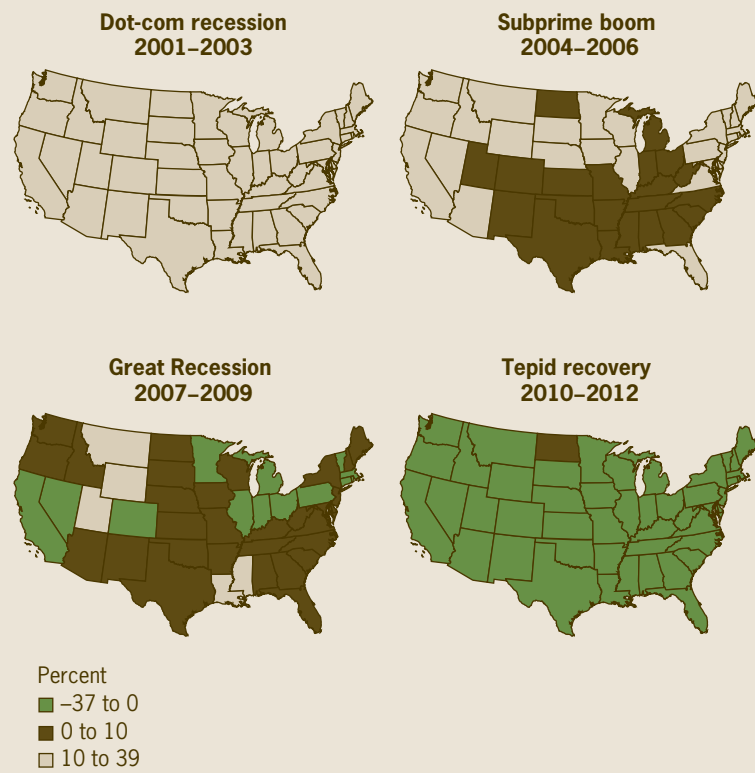 Dot-com recession
2001–2003
Subprime boom
2004–2006
Great Recession
2007–2009
Tepid recovery
2010–2012
Percent
–37 to 0
0 to 10
10 to 39